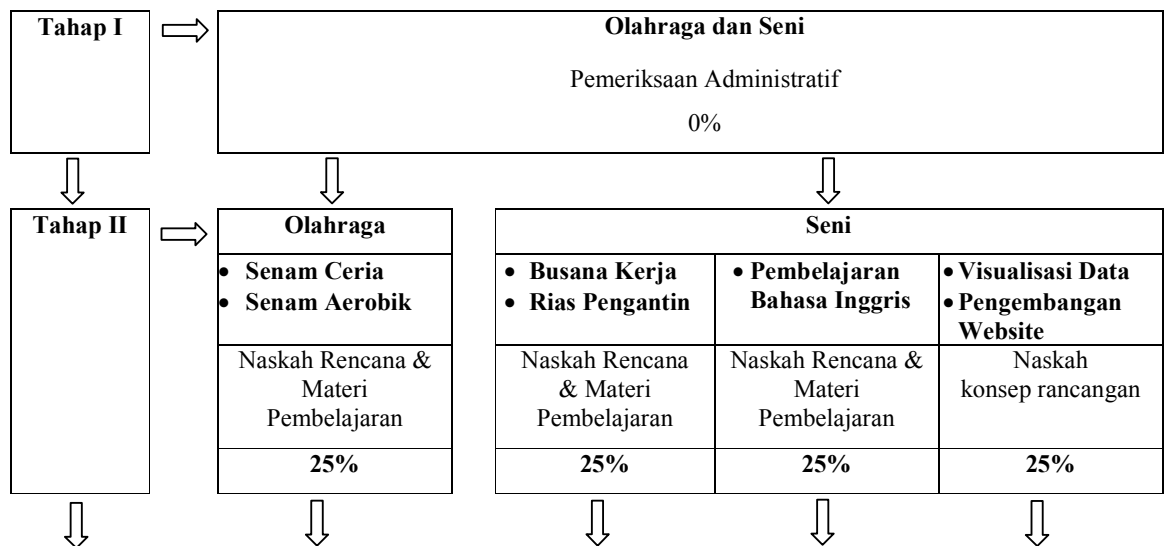 Tahap I
Olahraga dan Seni
Pemeriksaan Administratif
0%
Tahap II
Olahraga
• Senam Ceria
• Senam Aerobik
Naskah Rencana &
Materi
Pembelajaran
25%
Seni
• Busana Kerja
• Rias Pengantin
Naskah Rencana
& Materi
Pembelajaran
25%
• Pembelajaran
Bahasa Inggris
Naskah Rencana &
Materi
Pembelajaran
25%
• Visualisasi Data
• Pengembangan
Website
Naskah
konsep rancangan
25%